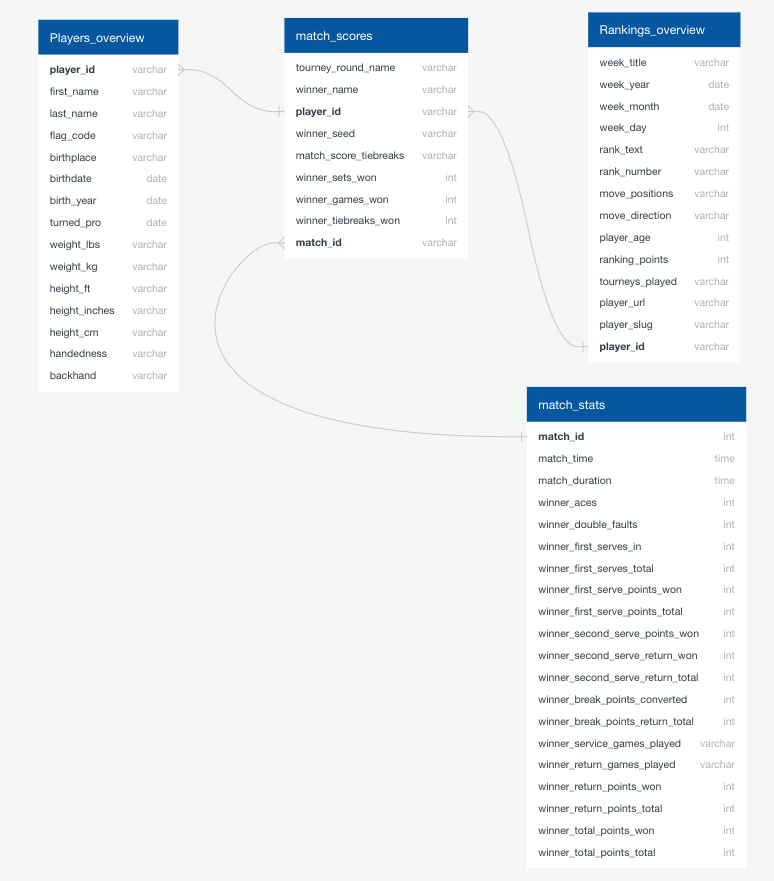 Players_overview
player_id varchar
first_name varchar
last_name varchar
flag_code varchar
birthplace varchar
birthdate date
birth_year date
turned_pro date
weight_lbs varchar
weight_kg varchar
height_ft varchar
height_inches varchar
height_cm varchar
handedness varchar
backhand varchar
match_scores
tourney_round_name varchar
winner_name varchar
player_id varchar
winner_seed varchar
match_score_tiebreaks varchar
winner_sets_won int
winner_games_won int
winner_tiebreaks_won int
match_id varchar
Rankings_overview
week_title varchar
week_year date
week_month date
week_day int
rank_text varchar
rank_number varchar
move_positions varchar
move_direction varchar
player_age int
ranking_points int
tourneys_played varchar
player_url varchar
player_slug varchar
player_id varchar
match_stats
match_id int
match_time time
match_duration time
winner_aces int
winner_double_faults int
winner_first_serves_in int
winner_first_serves_total int
winner_first_serve_points_won int
winner_first_serve_points_total int
winner_second_serve_points_won int
winner_second_serve_return_won int
winner_second_serve_return_total int
winner_break_points_converted int
winner_break_points_return_total int
winner_service_games_played varchar
winner_return_games_played varchar
winner_return_points_won int
winner_return_points_total int
winner_total_points_won int
winner_total_points_total int